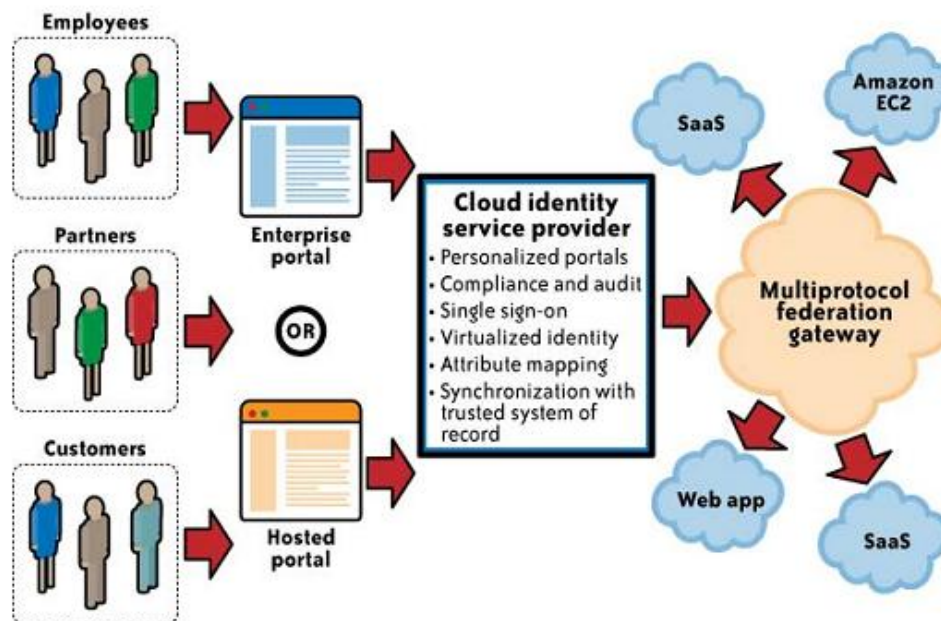 Employees
Enterprise
portal
Partners
OR
Customers
Hosted
portal
Cloud identity
service provider
• Personalized portals
• Compliance and audit
• Single sign-on
• Virtualized identity
• Attribute mapping
• Synchronization with
trusted system of
record
SaaS
Amazon
EC2
Multiprotocol
federation
gateway
Web app
SaaS